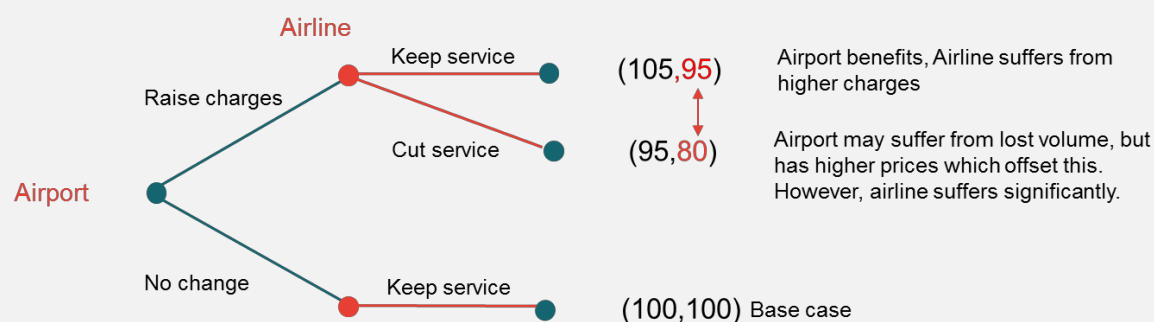 Airline
Keep service
(105,95)
Airport benefits, Airline suffers from
higher charges
Raise charges
Cut service
(95,80)
Airport may suffer from lost volume, but
has higher prices which offset this.
However, airline suffers significantly.
Airport
No change
Keep service
(100,100) Base case